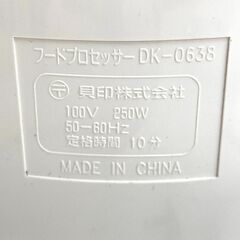 フードプロセッサー DK-0638
〒 貝印株式会社
100V 250W
50-60Hz
定格時間 10分
MADE IN CHINA